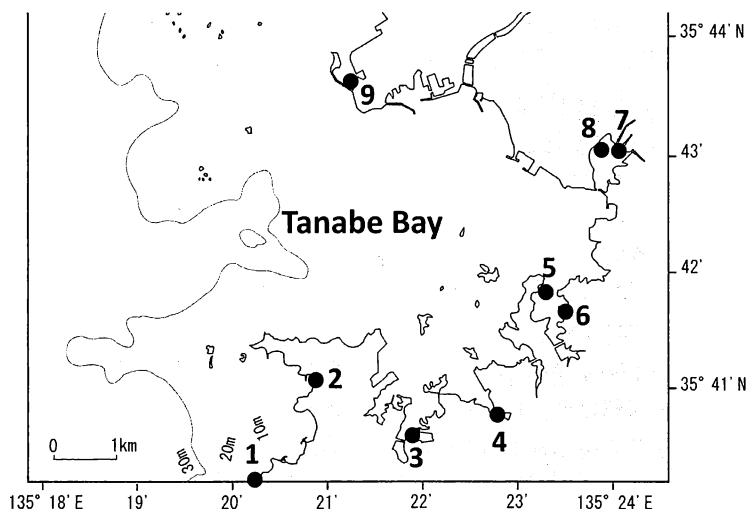 35° 44' N
9
8
7
43'
Tanabe Bay
42'
5
6
2
35° 41' N
0 1km
30m
20m
10m
1
3
4
135° 18' E 19' 20' 21' 22' 23' 135° 24' E